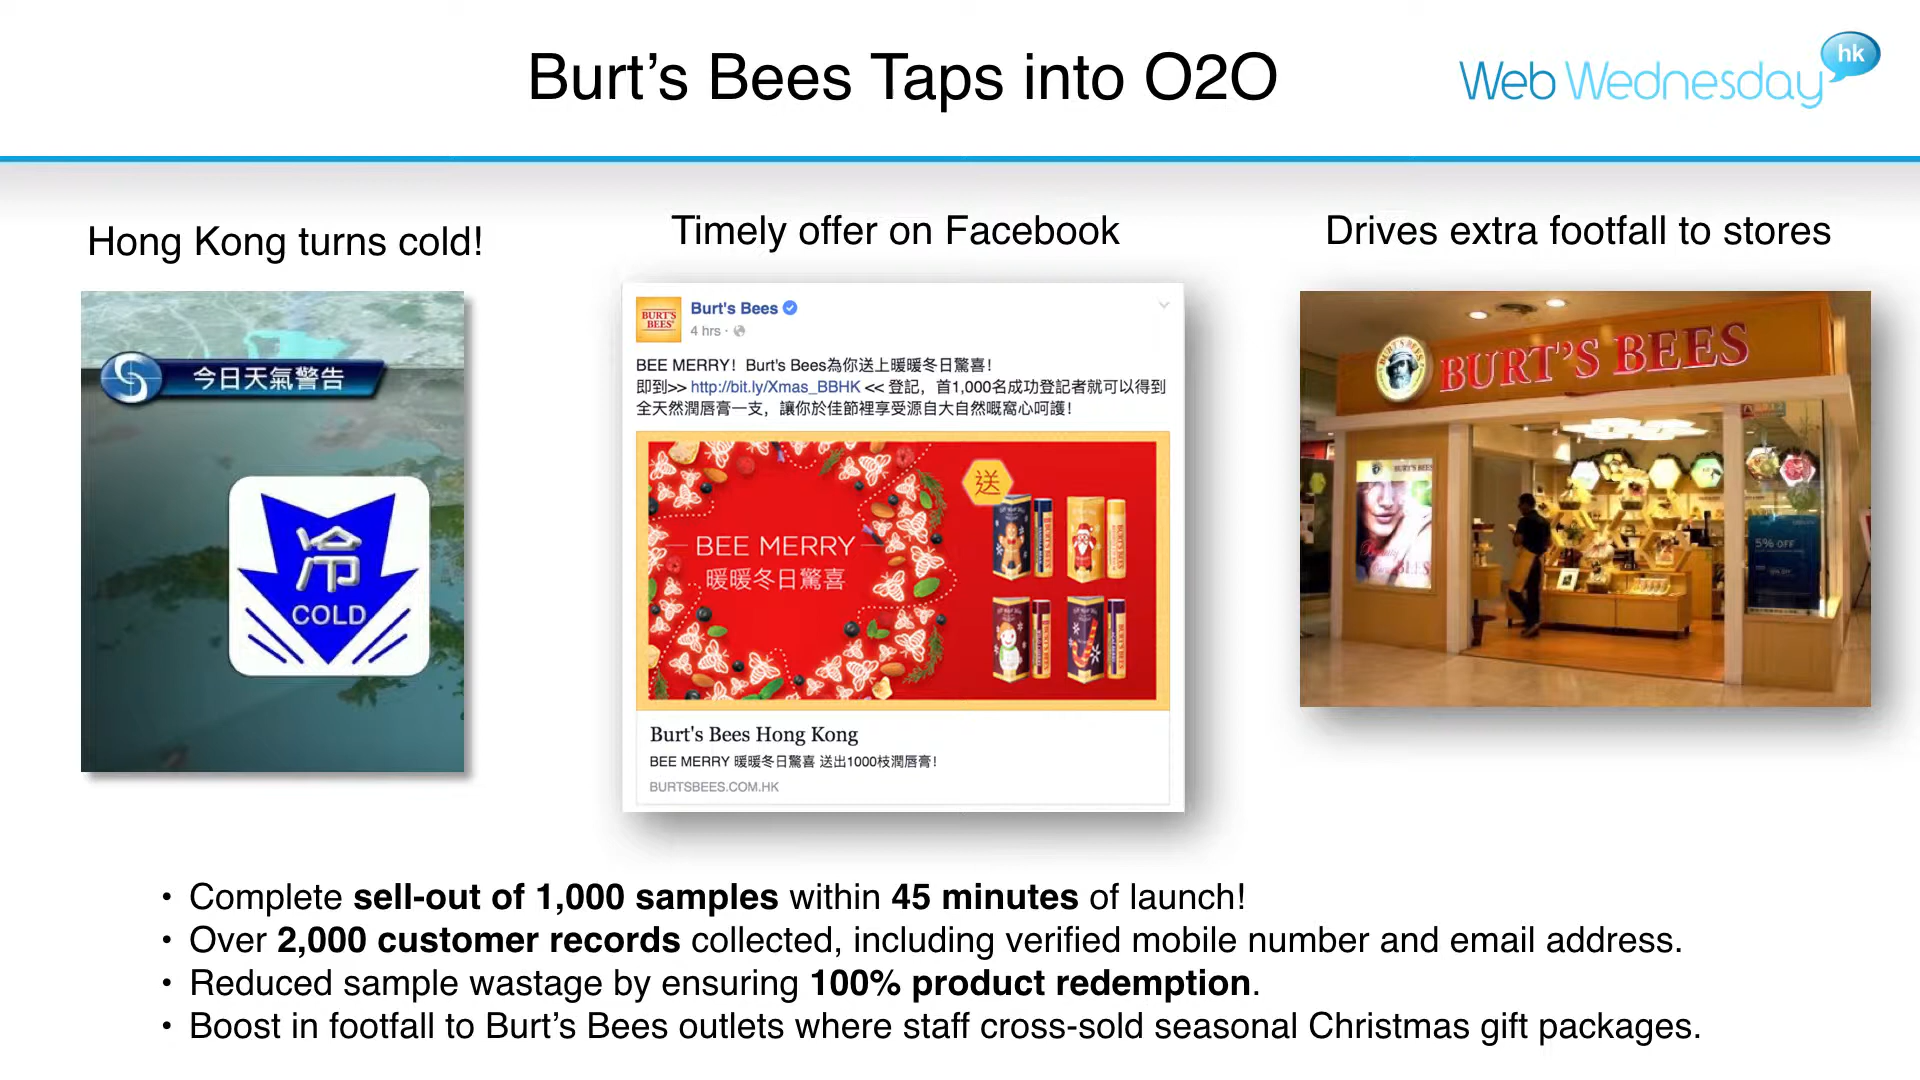 Burt’s Bees Taps into O2O
Web Wednesday hk
Hong Kong turns cold!
Timely offer on Facebook
Drives extra footfall to stores
今日天氣警告
冷
COLD
BURT'S
BEES
Burt's Bees
4 hrs ·
BEE MERRY！Burt's Bees為你送上暖暖冬日驚喜！
即到>> http://bit.ly/Xmas_BBHK << 登記，首1,000名成功登記者就可以得到
全天然潤唇膏一支，讓你於佳節裡享受源自大自然嘅窩心呵護！
送
BEE MERRY
暖暖冬日驚喜
Burt's Bees Hong Kong
BEE MERRY 暖暖冬日驚喜 送出1000枝潤唇膏！
BURTSBEES.COM.HK
BURT'S BEES
BURT'S BEES
5% OFF
• Complete sell-out of 1,000 samples within 45 minutes of launch!
• Over 2,000 customer records collected, including verified mobile number and email address.
• Reduced sample wastage by ensuring 100% product redemption.
• Boost in footfall to Burt’s Bees outlets where staff cross-sold seasonal Christmas gift packages.